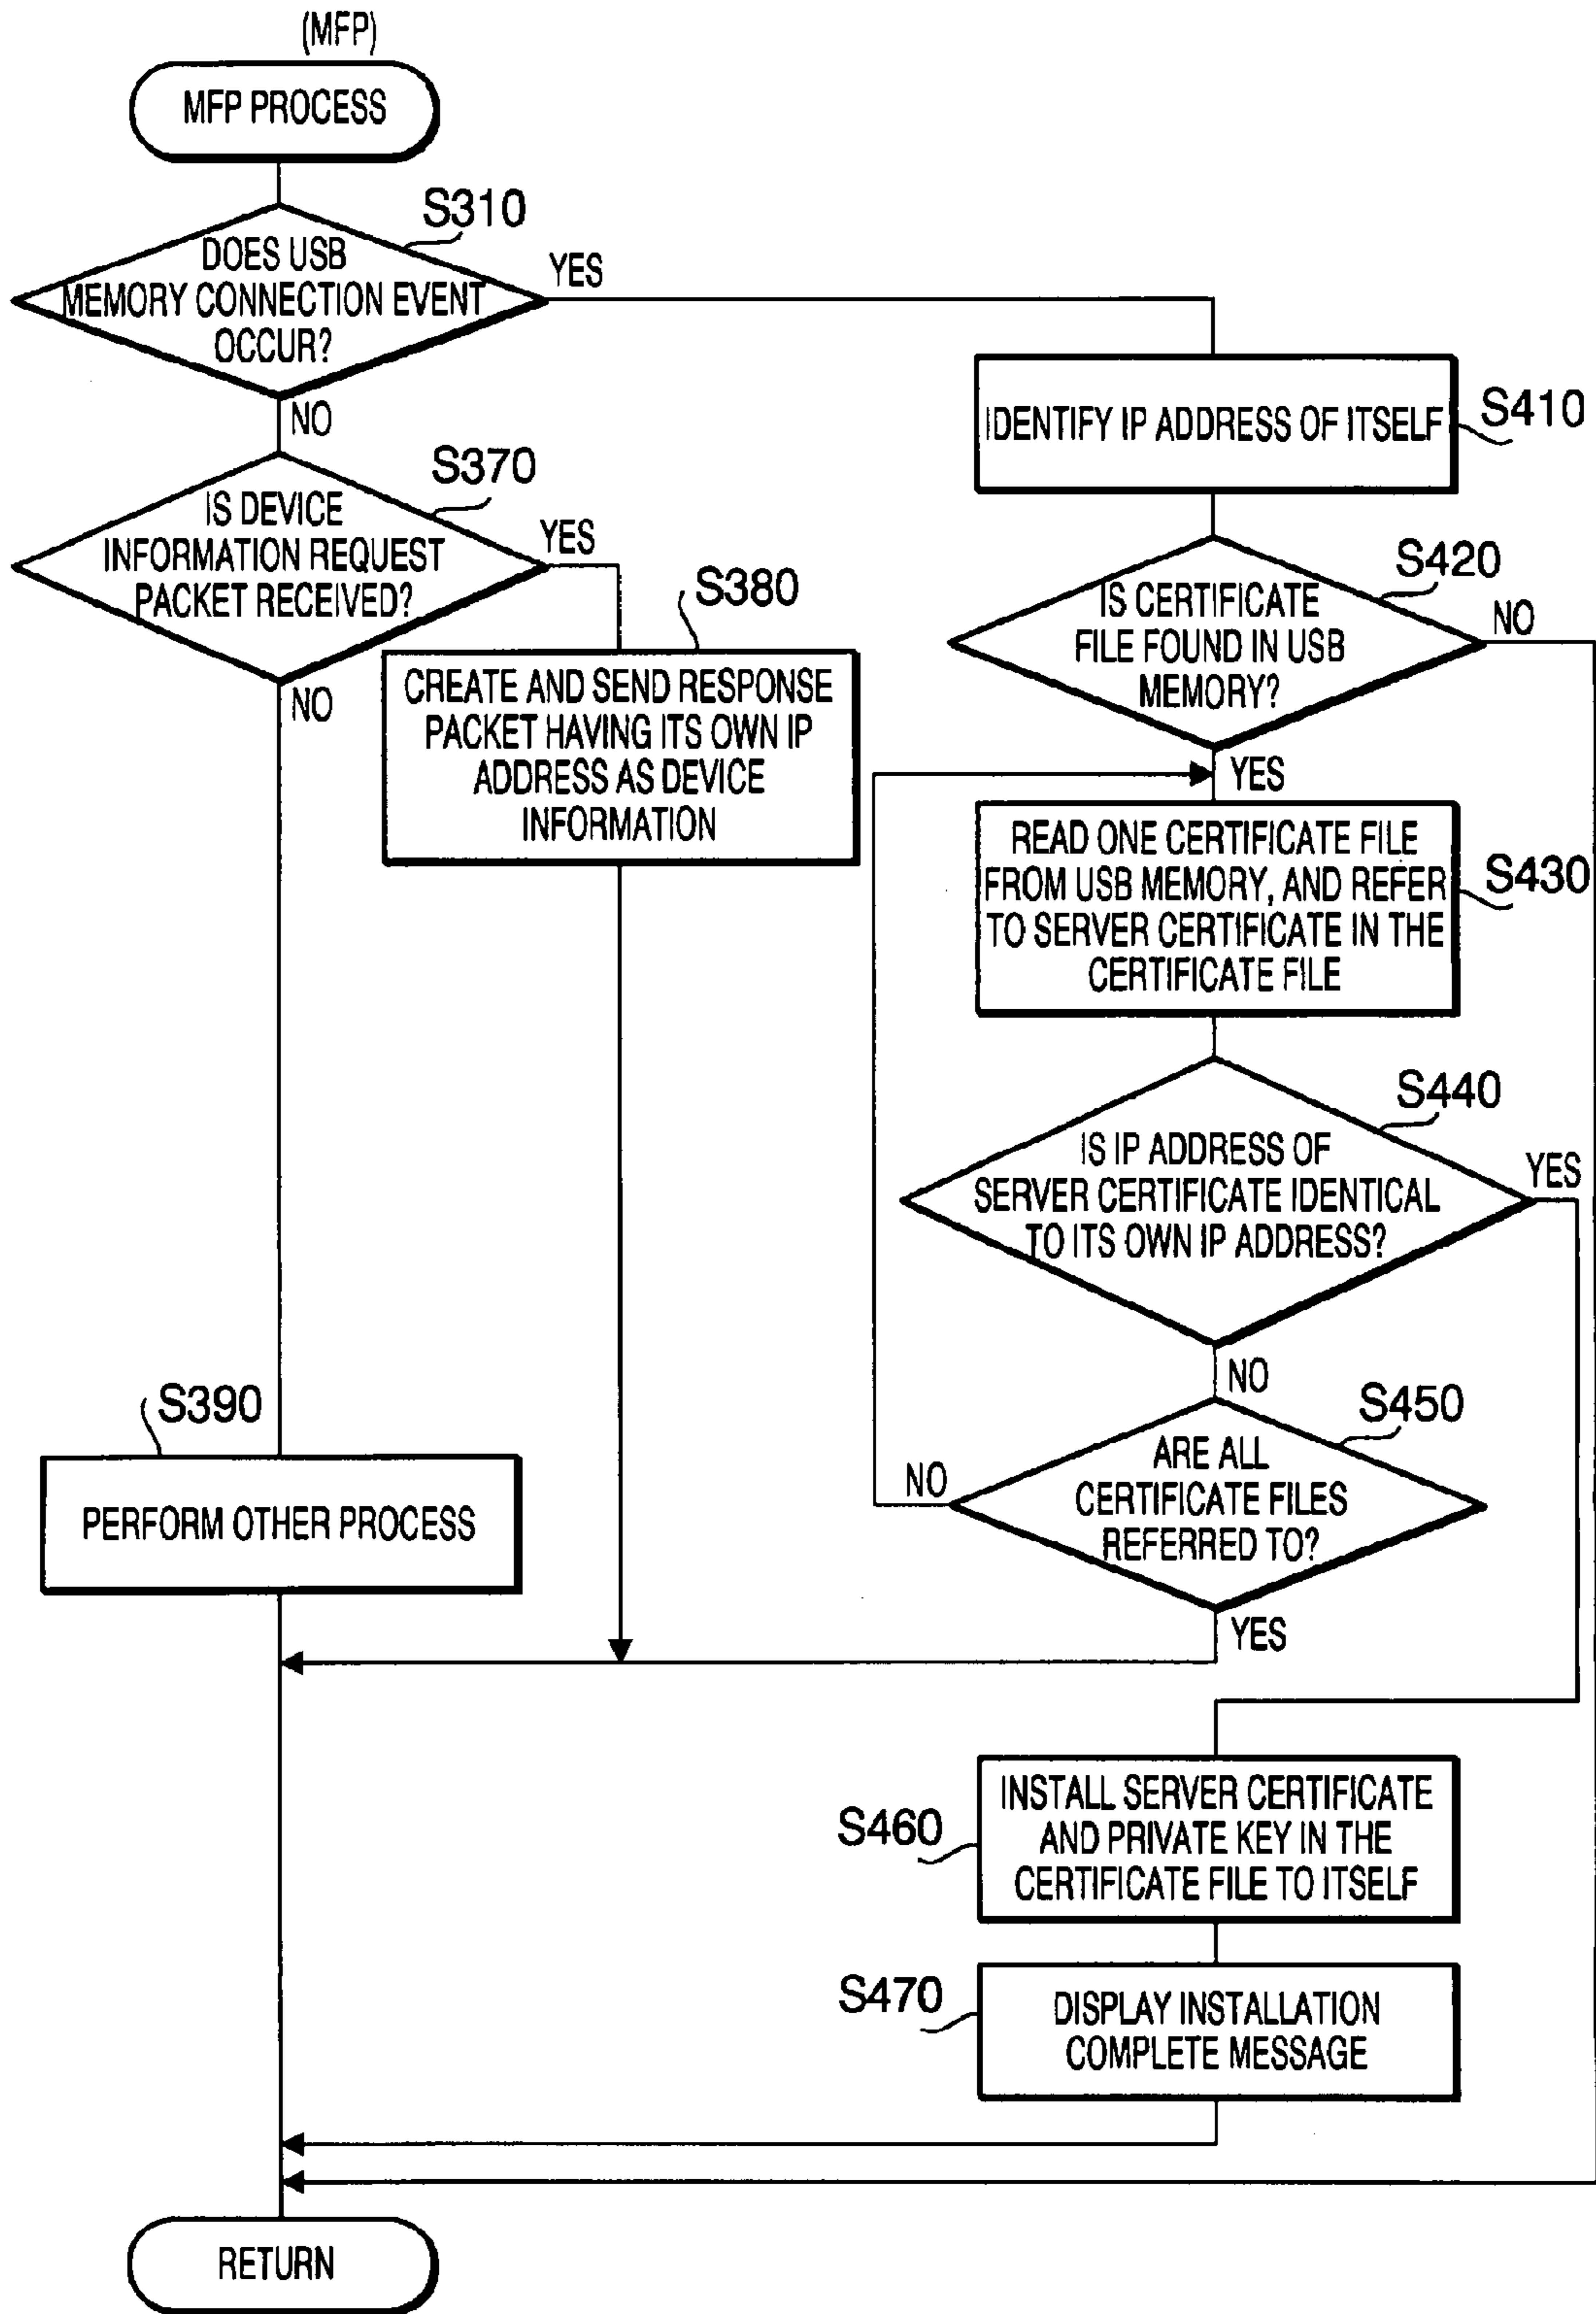 (MFP)
MFP PROCESS
S310
DOES USB
MEMORY CONNECTION EVENT
OCCUR?
YES
NO
S370
IS DEVICE
INFORMATION REQUEST
PACKET RECEIVED?
YES
NO
S380
CREATE AND SEND RESPONSE
PACKET HAVING ITS OWN IP
ADDRESS AS DEVICE
INFORMATION
S390
PERFORM OTHER PROCESS
IDENTIFY IP ADDRESS OF ITSELF
S410
S420
IS CERTIFICATE
FILE FOUND IN USB
MEMORY?
NO
YES
READ ONE CERTIFICATE FILE
FROM USB MEMORY, AND REFER
TO SERVER CERTIFICATE IN THE
CERTIFICATE FILE
S430
S440
IS IP ADDRESS OF
SERVER CERTIFICATE IDENTICAL
TO ITS OWN IP ADDRESS?
YES
NO
S450
ARE ALL
CERTIFICATE FILES
REFERRED TO?
NO
YES
S460
INSTALL SERVER CERTIFICATE
AND PRIVATE KEY IN THE
CERTIFICATE FILE TO ITSELF
S470
DISPLAY INSTALLATION
COMPLETE MESSAGE
RETURN